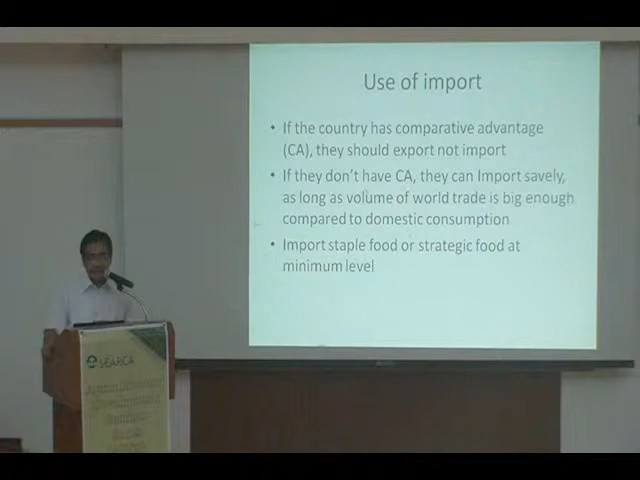 Use of import
• If the country has comparative advantage
(CA), they should export not import
• If they don't have CA, they can Import savely,
as long as volume of world trade is big enough
compared to domestic consumption
• Import staple food or strategic food at
minimum level
SEARCA